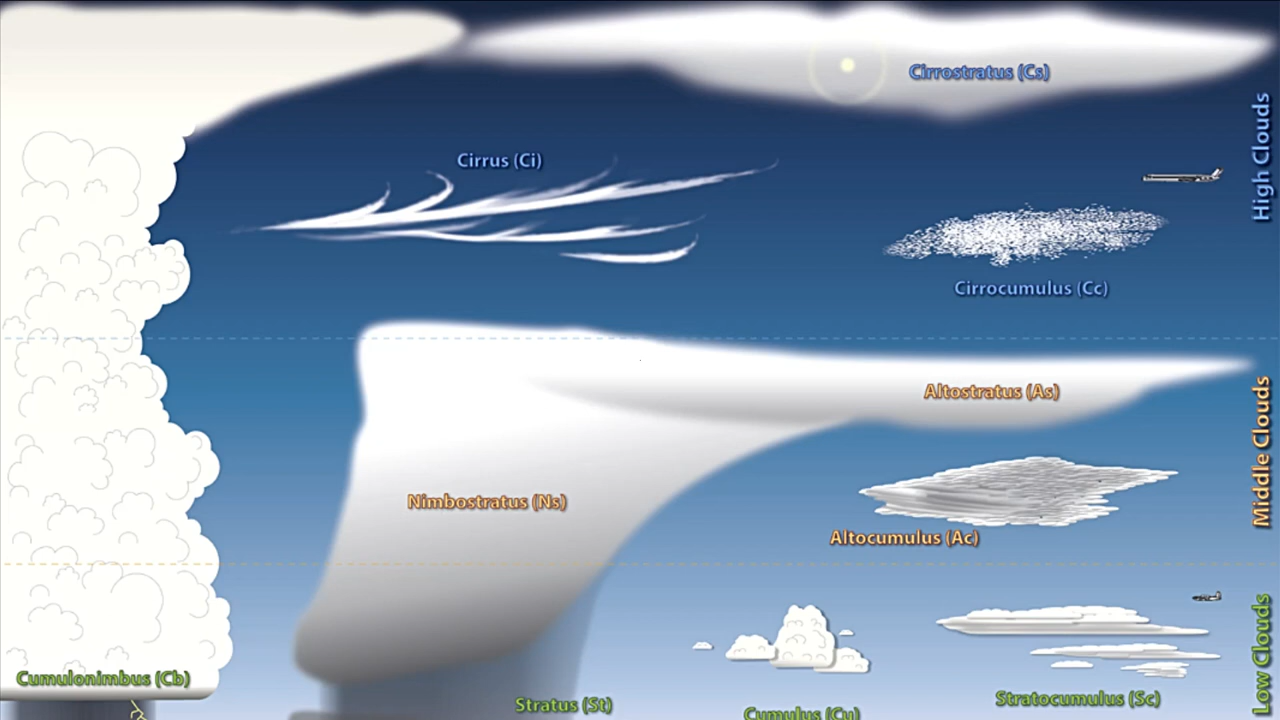 Cirrostratus (Cs)
High Clouds
Cirrus (Ci)
Cirrocumulus (Cc)
Altostratus (As)
Middle Clouds
Nimbostratus (Ns)
Altocumulus (Ac)
Low Clouds
Cumulonimbus (Cb)
Stratus (St)
Cumulus (Cu)
Stratocumulus (Sc)